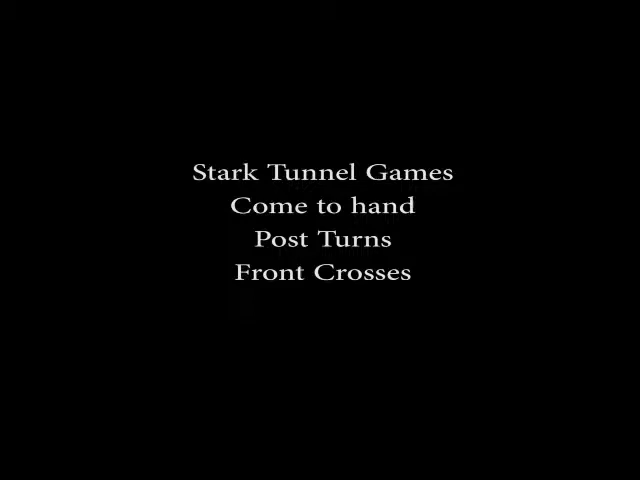 Stark Tunnel Games
Come to hand
Post Turns
Front Crosses